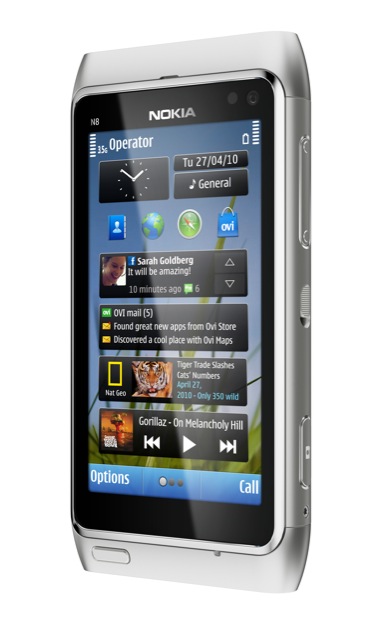 NOKIA
N8
3.5G Operator
Tu 27/04/10
General
ovi
f Sarah Goldberg
It will be amazing!
10 minutes ago 6
ovi OVI mail (5)
Found great new apps from Ovi Store
Discovered a cool place with Ovi Maps
Nat Geo
Tiger Trade Slashes
Cats' Numbers
April 27,
2010 - Only 350 wild
Gorillaz - On Melancholy Hill
Options
Call